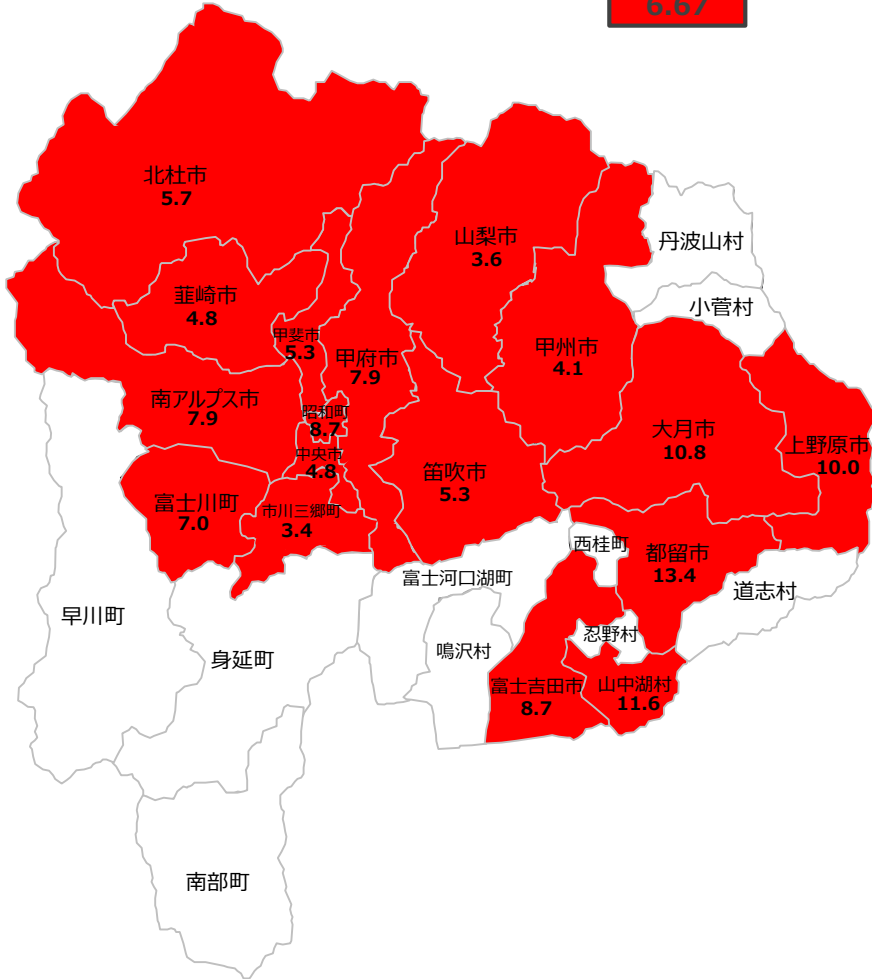 6.67
北杜市
5.7
山梨市
3.6
丹波山村
韮崎市
4.8
小菅村
甲斐市
5.3
甲府市
7.9
甲州市
4.1
南アルプス市
7.9
昭和町
8.7
大月市
10.8
上野原市
10.0
中央市
4.8
笛吹市
5.3
富士川町
7.0
市川三郷町
3.4
西桂町
都留市
13.4
富士河口湖町
道志村
早川町
忍野村
鳴沢村
身延町
富士吉田市
8.7
山中湖村
11.6
南部町